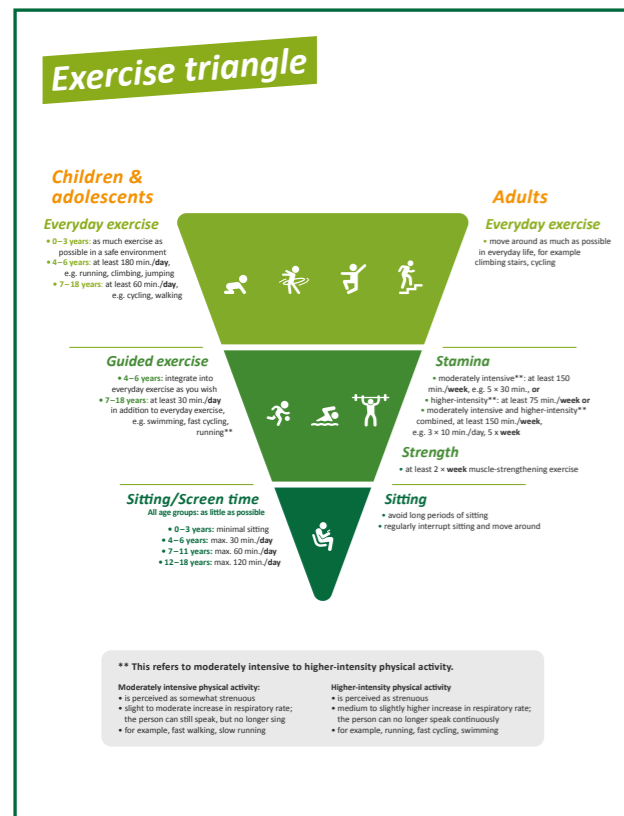 Exercise triangle
Children &
adolescents
Everyday exercise
• 0–3 years: as much exercise as
possible in a safe environment
• 4–6 years: at least 180 min./day,
e.g. running, climbing, jumping
• 7–18 years: at least 60 min./day,
e.g. cycling, walking
Adults
Everyday exercise
• move around as much as possible
in everyday life, for example
climbing stairs, cycling
Guided exercise
• 4–6 years: integrate into
everyday exercise as you wish
• 7–18 years: at least 30 min./day
in addition to everyday exercise,
e.g. swimming, fast cycling,
running**
Stamina
• moderately intensive**: at least 150
min./week, e.g. 5 × 30 min., or
• higher-intensity**: at least 75 min./week or
• moderately intensive and higher-intensity**
combined, at least 150 min./week,
e.g. 3 × 10 min./day, 5 x week
Strength
• at least 2 × week muscle-strengthening exercise
Sitting/Screen time
All age groups: as little as possible
• 0–3 years: minimal sitting
• 4–6 years: max. 30 min./day
• 7–11 years: max. 60 min./day
• 12–18 years: max. 120 min./day
Sitting
• avoid long periods of sitting
• regularly interrupt sitting and move around
** This refers to moderately intensive to higher-intensity physical activity.
Moderately intensive physical activity:
• is perceived as somewhat strenuous
• slight to moderate increase in respiratory rate;
the person can still speak, but no longer sing
• for example, fast walking, slow running
Higher-intensity physical activity
• is perceived as strenuous
• medium to slightly higher increase in respiratory rate;
the person can no longer speak continuously
• for example, running, fast cycling, swimming